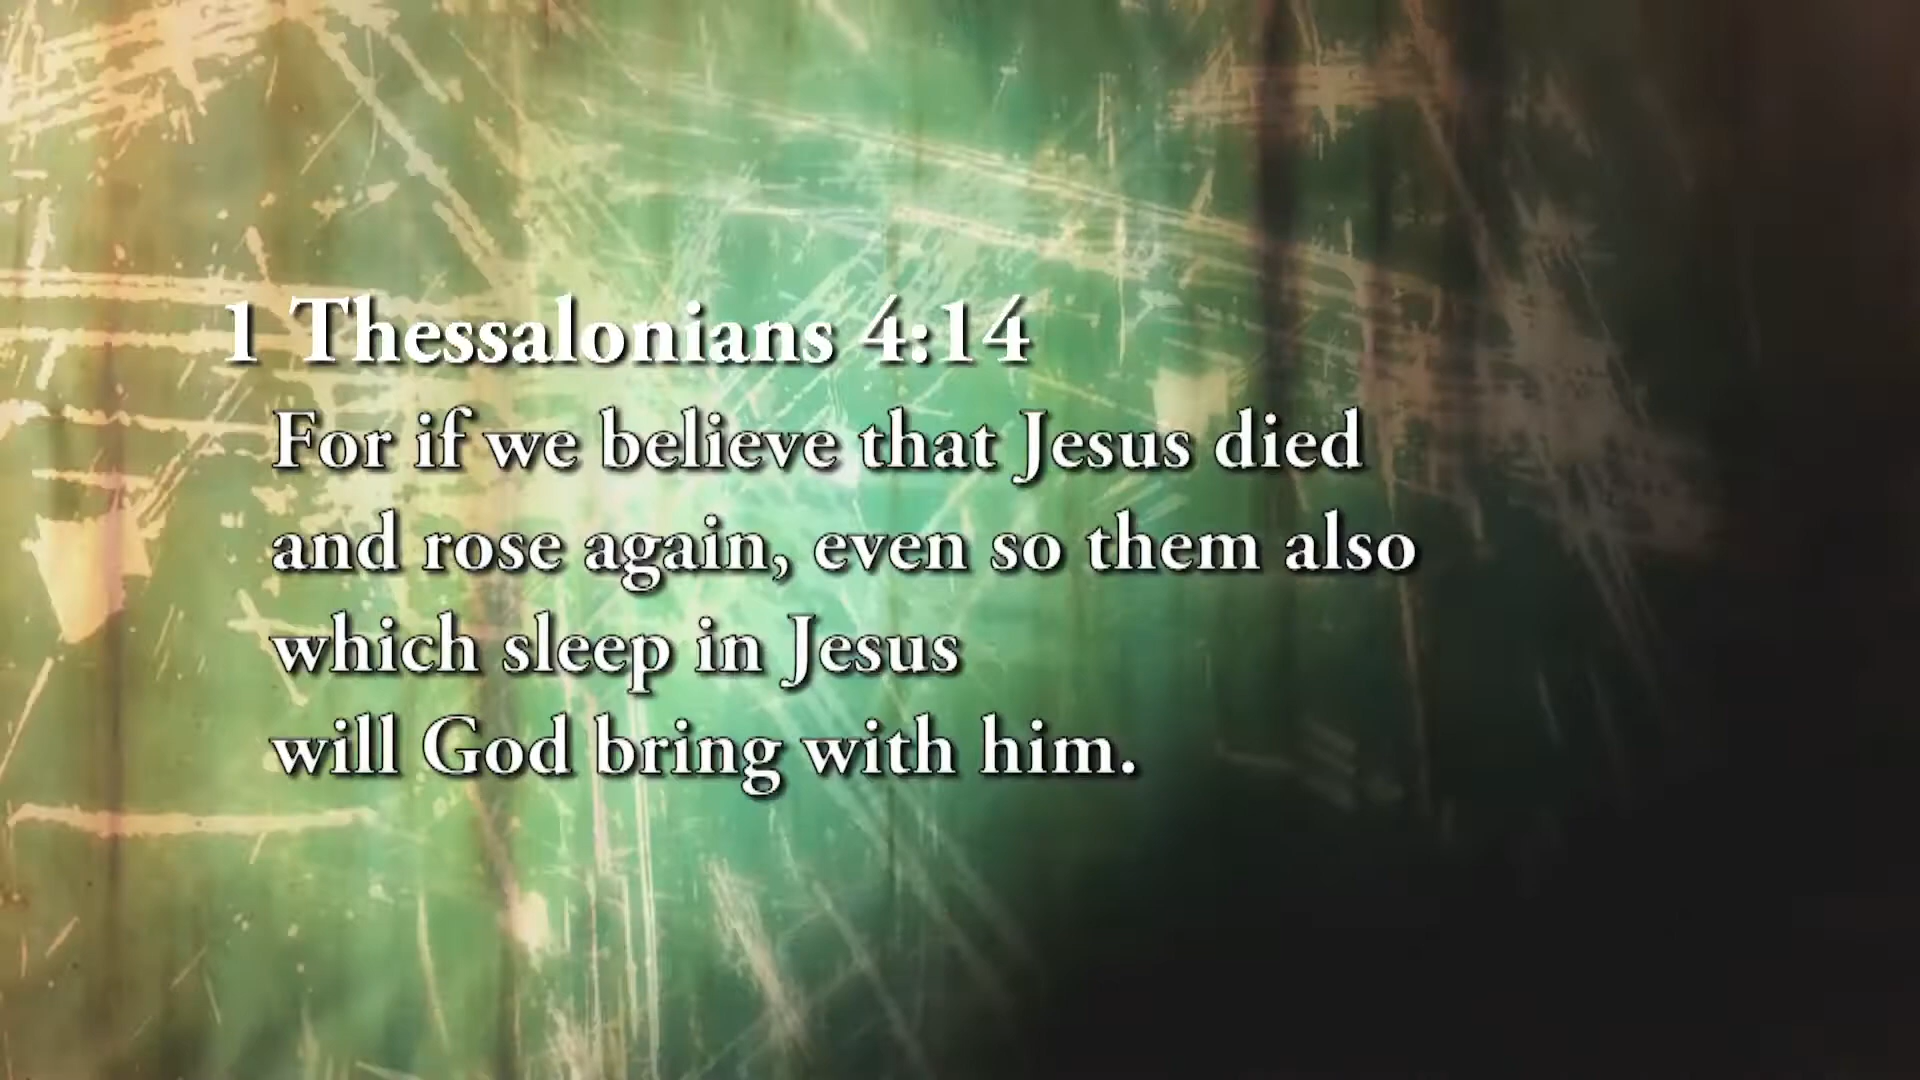 1 Thessalonians 4:14
For if we believe that Jesus died
and rose again, even so them also
which sleep in Jesus
will God bring with him.